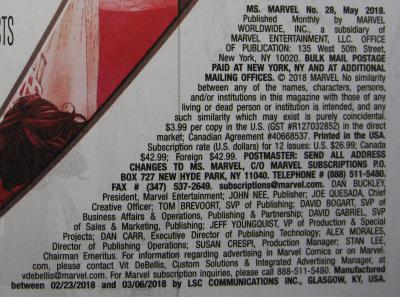 STS
MS. MARVEL No. 28, May 2018.
Published Monthly by MARVEL
WORLDWIDE, INC., a subsidiary of
MARVEL ENTERTAINMENT, LLC. OFFICE
OF PUBLICATION: 135 West 50th Street,
New York, NY 10020. BULK MAIL POSTAGE
PAID AT NEW YORK, NY AND AT ADDITIONAL
MAILING OFFICES. © 2018 MARVEL No similarity
between any of the names, characters, persons,
and/or institutions in this magazine with those of any
living or dead person or institution is intended, and any
such similarity which may exist is purely coincidental.
$3.99 per copy in the U.S. (GST #R127032852) in the direct
market; Canadian Agreement #40668537. Printed in the USA.
Subscription rate (U.S. dollars) for 12 issues: U.S. $26.99; Canada
$42.99; Foreign $42.99. POSTMASTER: SEND ALL ADDRESS
CHANGES TO MS. MARVEL, C/O MARVEL SUBSCRIPTIONS P.O.
BOX 727 NEW HYDE PARK, NY 11040. TELEPHONE # (888) 511-5480.
FAX # (347) 537-2649. subscriptions@marvel.com. DAN BUCKLEY,
President, Marvel Entertainment; JOHN NEE, Publisher; JOE QUESADA, Chief
Creative Officer; TOM BREVOORT, SVP of Publishing; DAVID BOGART, SVP of
Business Affairs & Operations, Publishing & Partnership; DAVID GABRIEL, SVP
of Sales & Marketing, Publishing; JEFF YOUNGQUIST, VP of Production & Special
Projects; DAN CARR, Executive Director of Publishing Technology; ALEX MORALES,
Director of Publishing Operations; SUSAN CRESPI, Production Manager; STAN LEE,
Chairman Emeritus. For information regarding advertising in Marvel Comics or on Marvel.
com, please contact Vit DeBellis, Custom Solutions & Integrated Advertising Manager, at
vdebellis@marvel.com. For Marvel subscription inquiries, please call 888-511-5480. Manufactured
between 02/23/2018 and 03/06/2018 by LSC COMMUNICATIONS INC., GLASGOW, KY, USA.